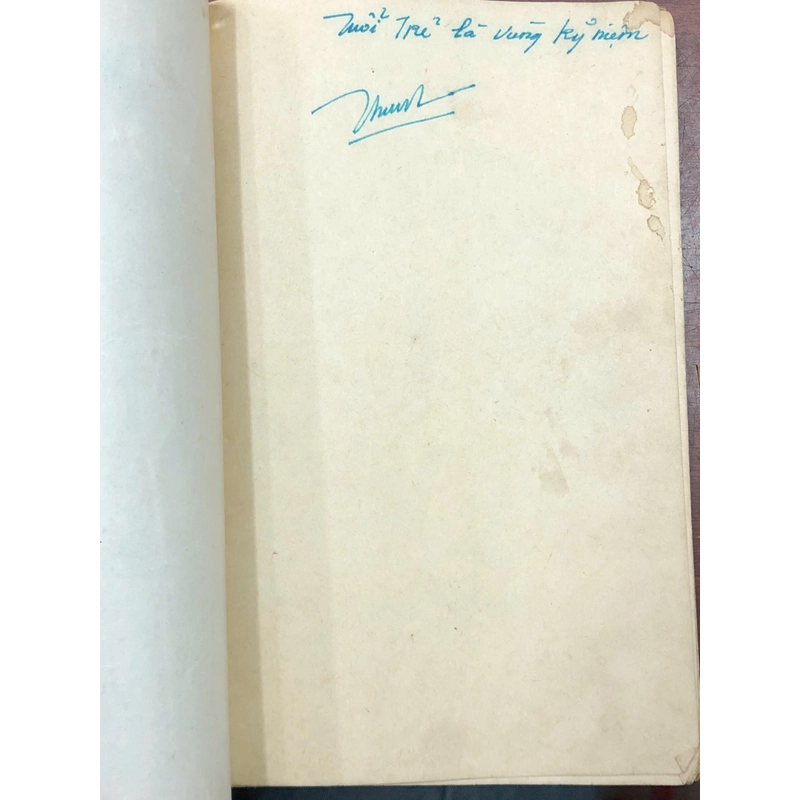 Tuổi Trẻ là vùng kỷ niệm